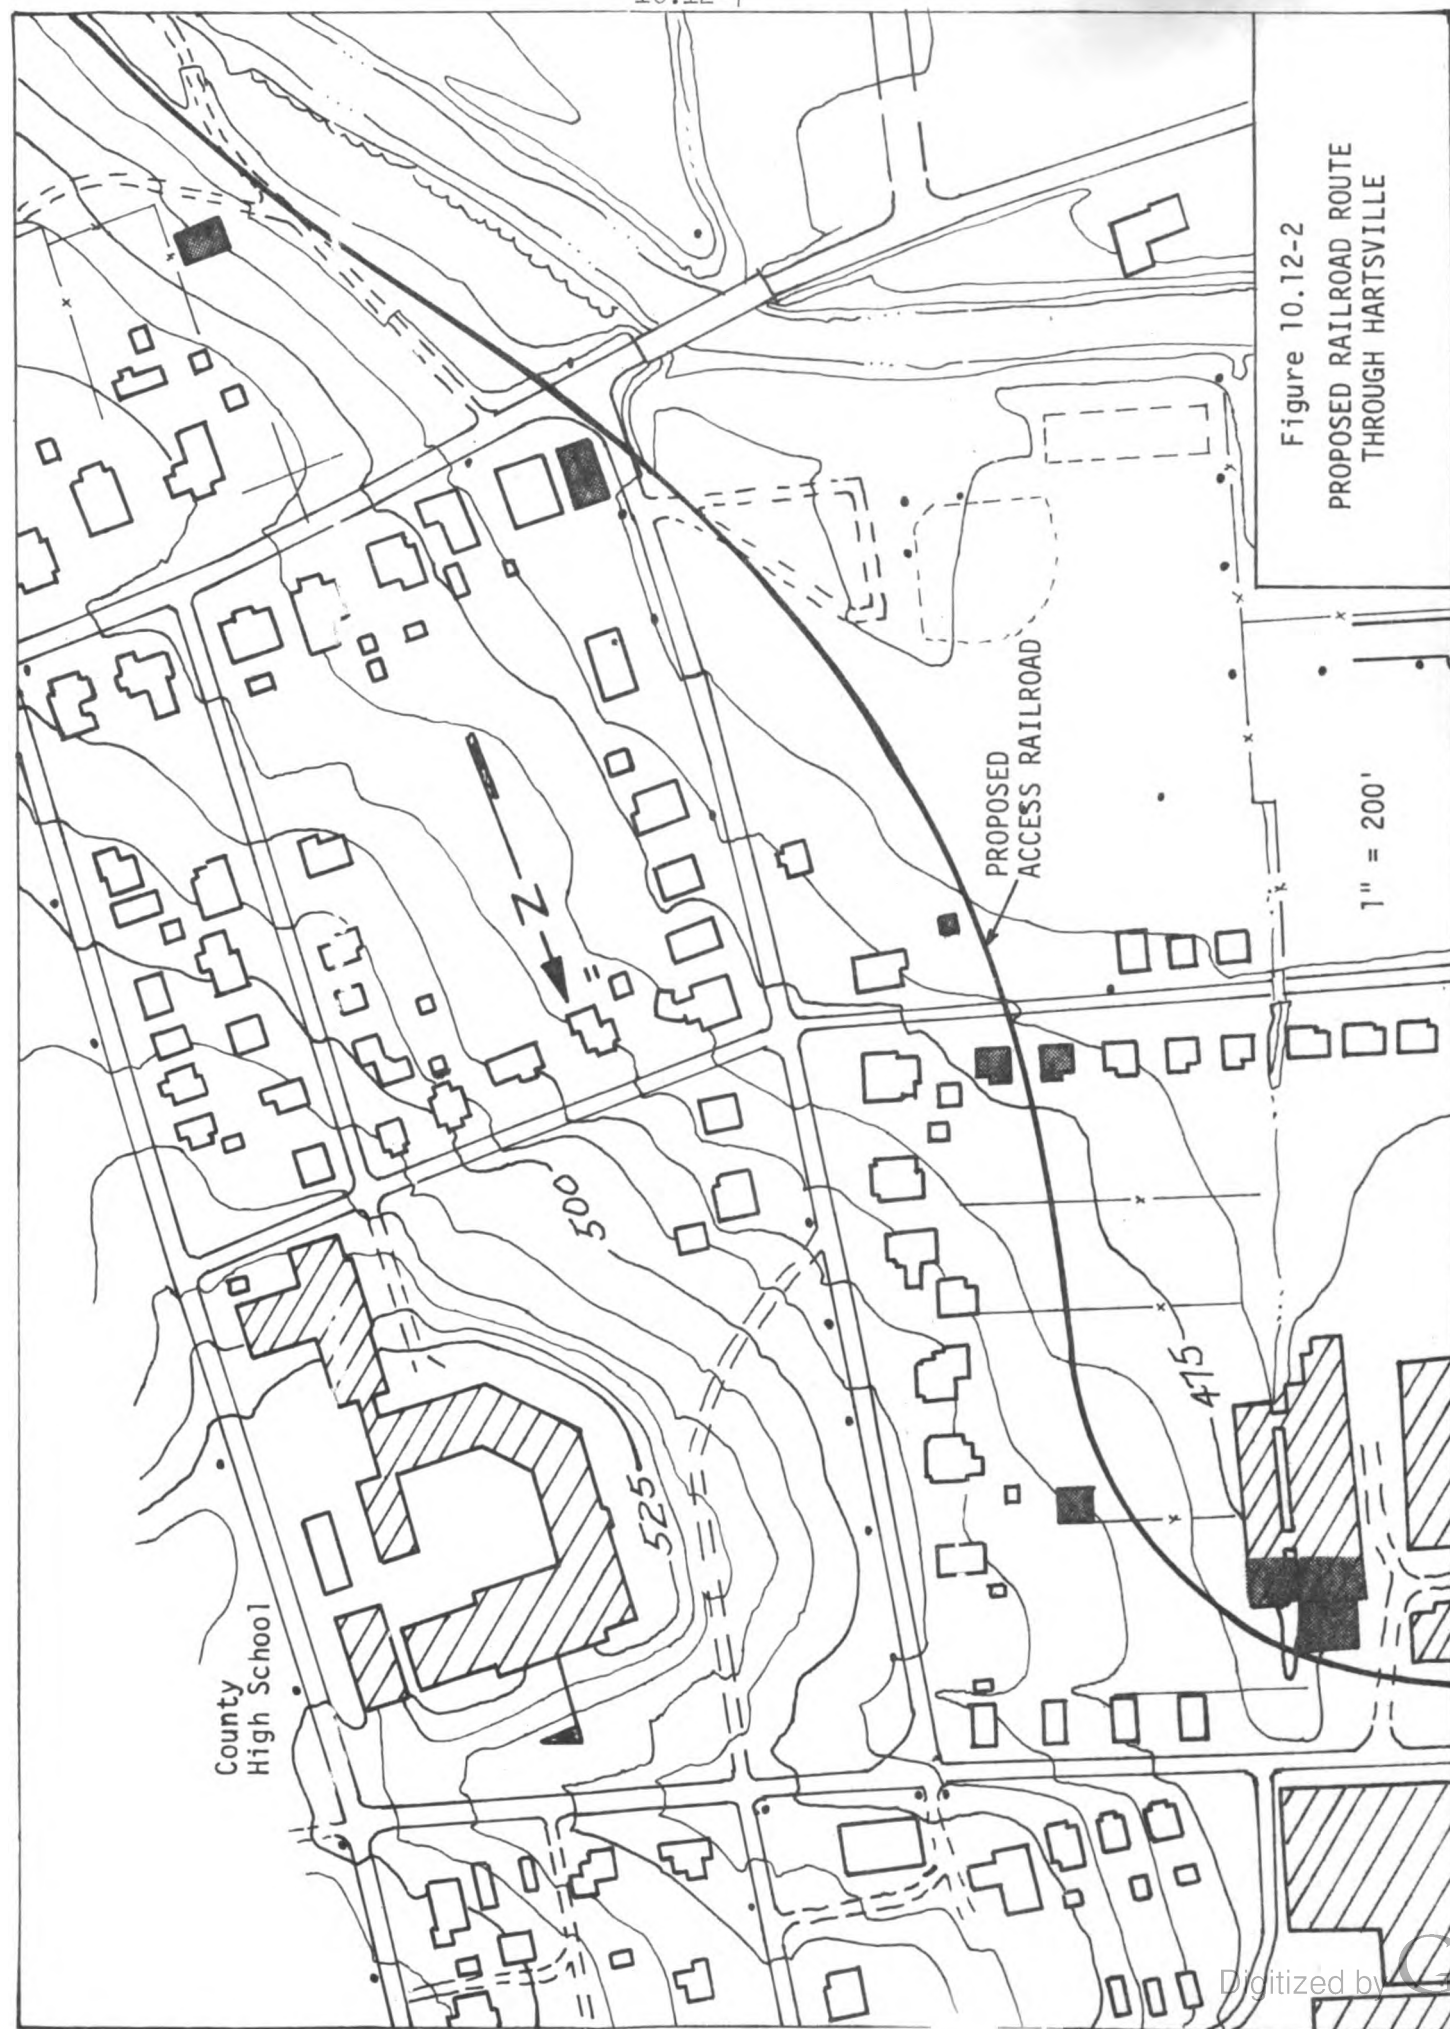 Figure 10.12-2
PROPOSED RAILROAD ROUTE
THROUGH HARTSVILLE
PROPOSED
ACCESS RAILROAD
1" = 200'
N
500
475
525
County
High School
Digitized by